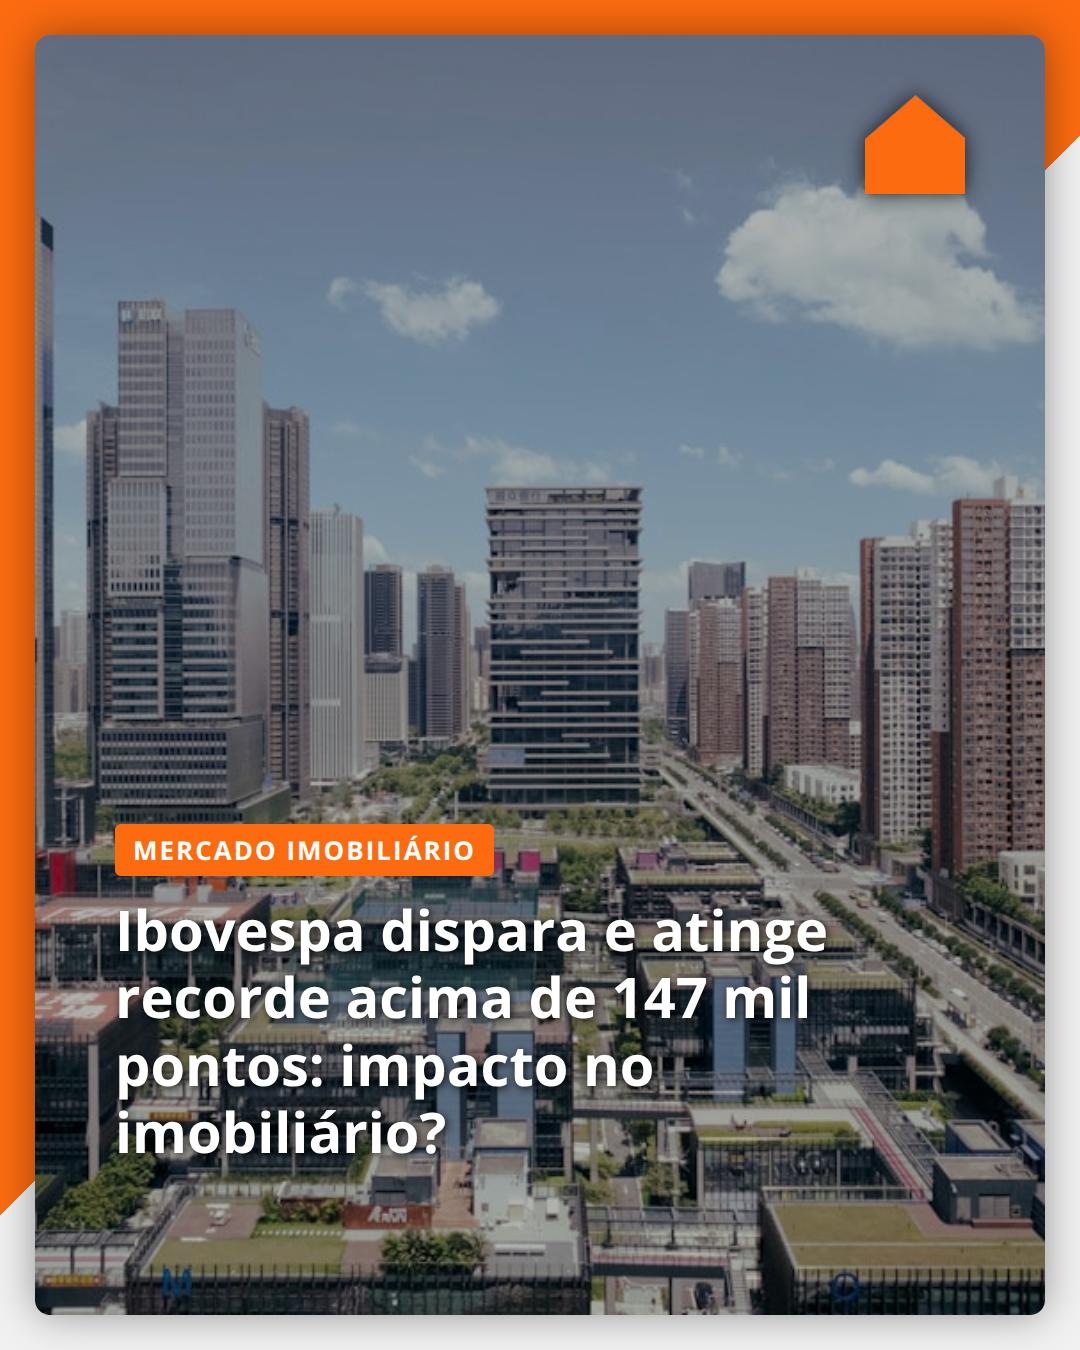 MERCADO IMOBILIÁRIO
Ibovespa dispara e atinge
recorde acima de 147 mil
pontos: impacto no
imobiliário?